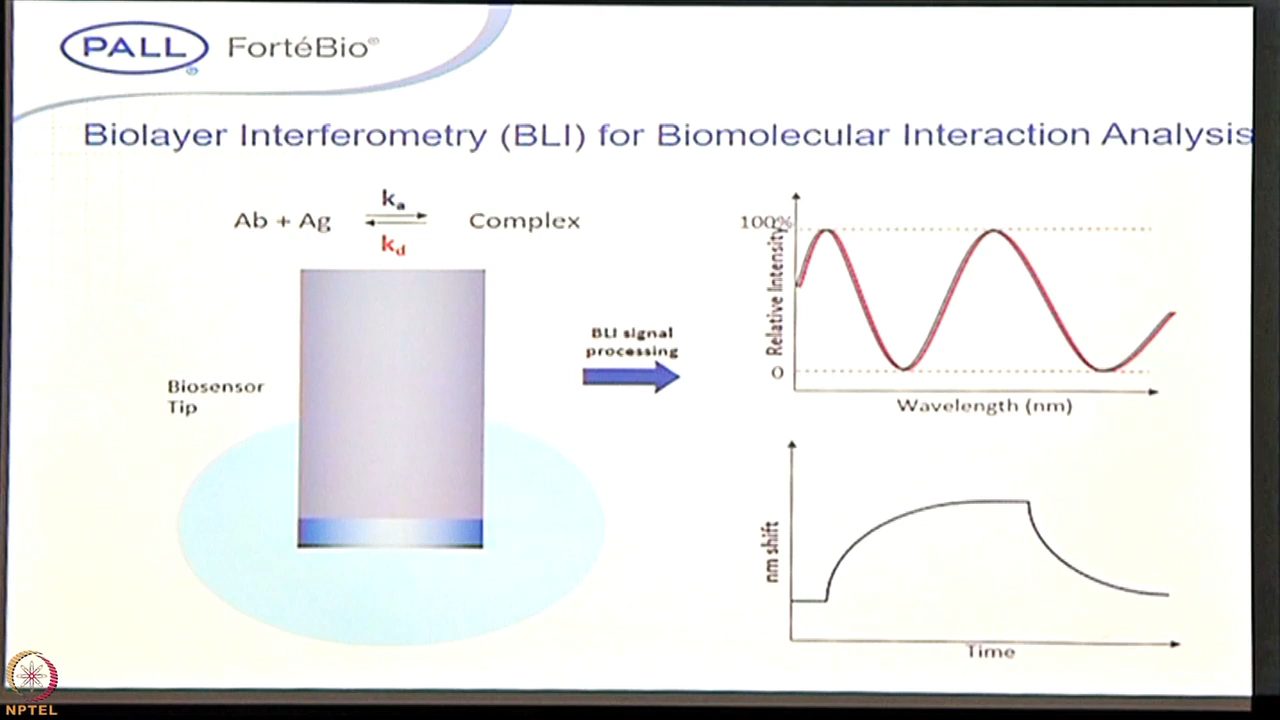 PALL ® FortéBio®
Biolayer Interferometry (BLI) for Biomolecular Interaction Analysis
Ab + Ag
ka
kd
Complex
Biosensor
Tip
BLI signal
processing
100%
Relative Intensity
0
Wavelength (nm)
nm shift
Time
NPTEL